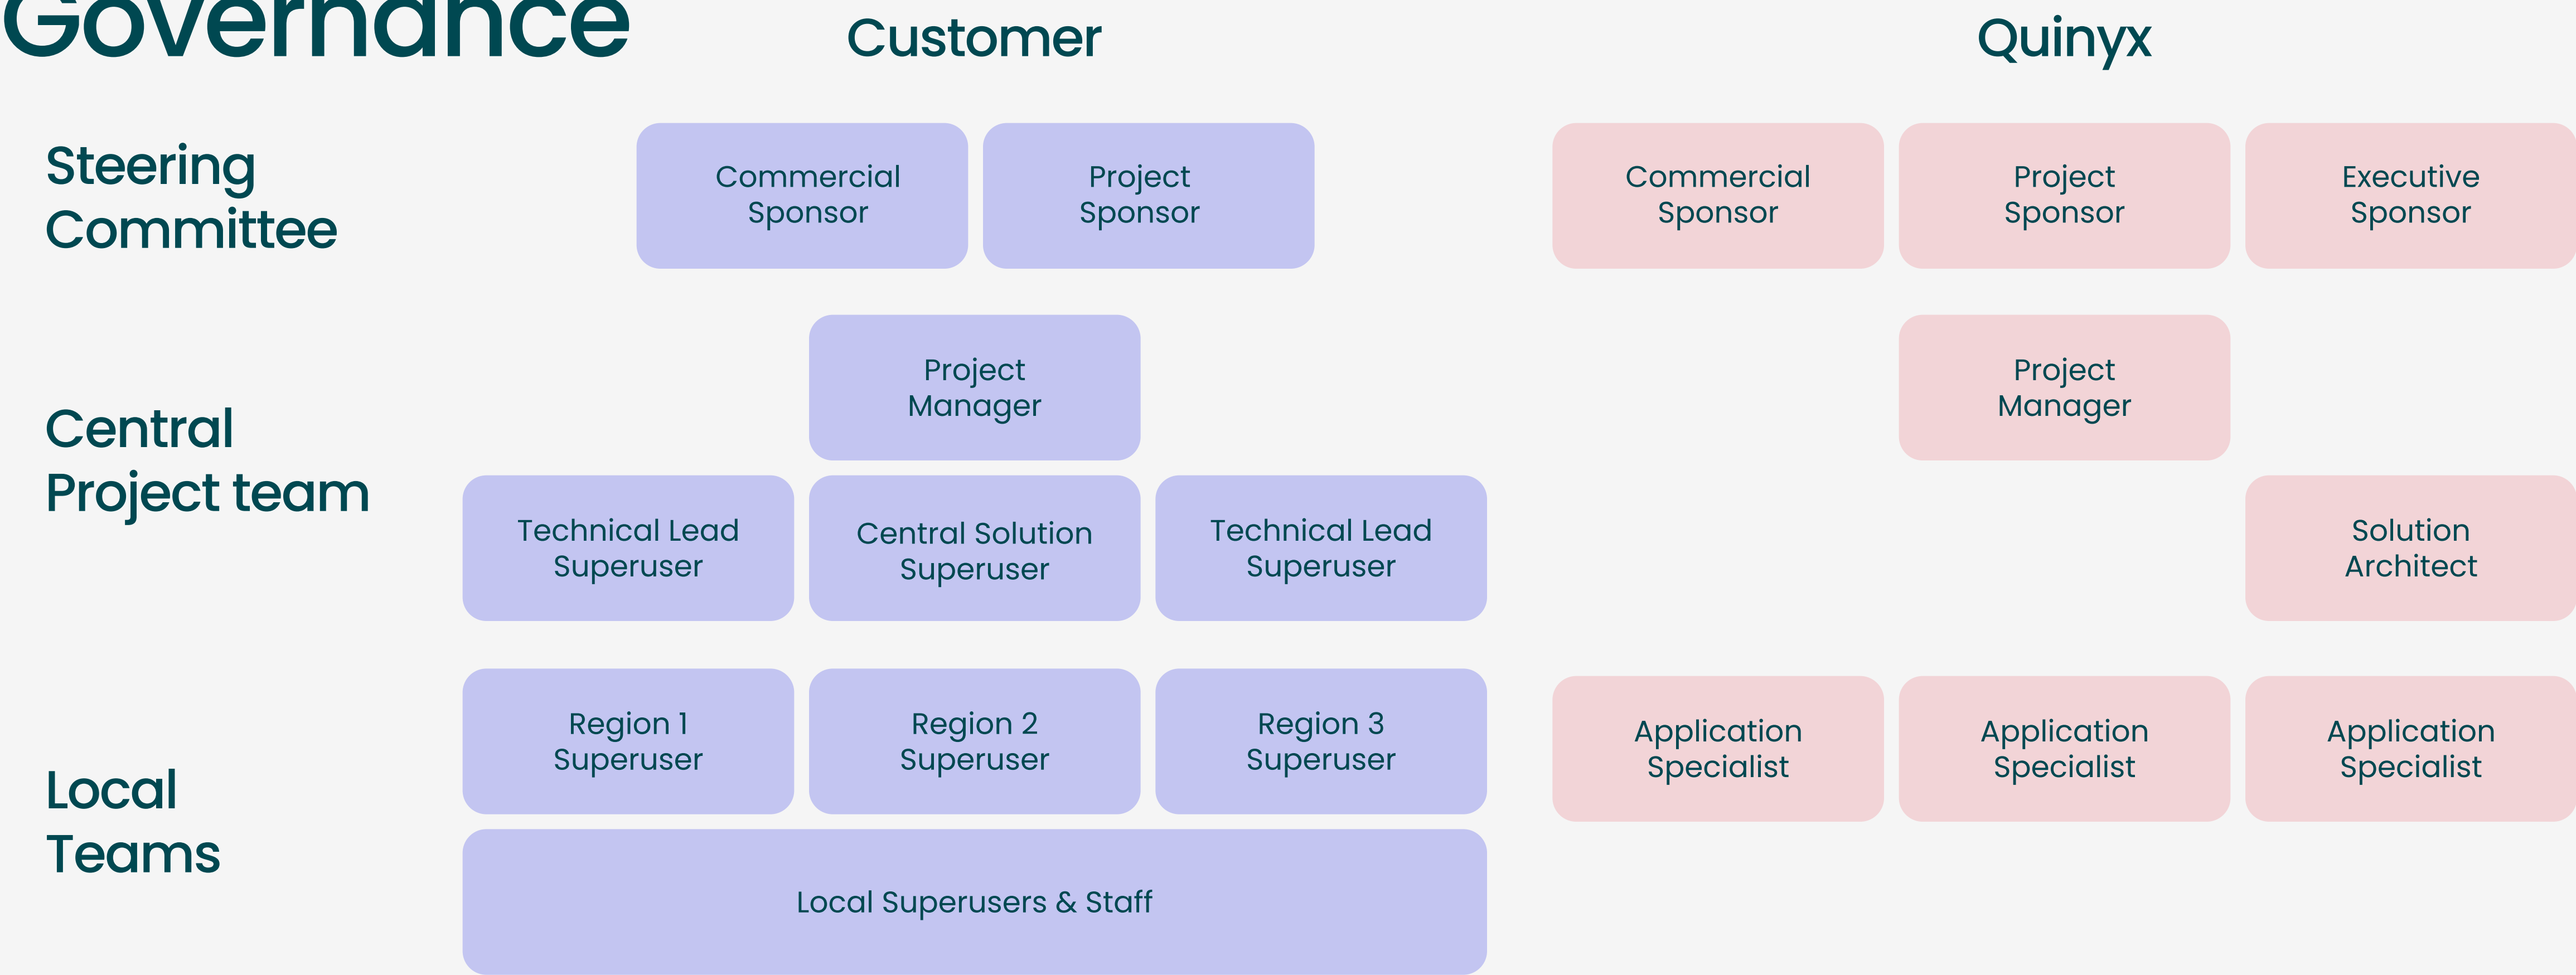 Governance
Customer
Quinyx
Steering
Committee
Commercial
Sponsor
Project
Sponsor
Commercial
Sponsor
Project
Sponsor
Executive
Sponsor
Central
Project team
Project
Manager
Project
Manager
Technical Lead
Superuser
Central Solution
Superuser
Technical Lead
Superuser
Solution
Architect
Local
Teams
Region 1
Superuser
Region 2
Superuser
Region 3
Superuser
Application
Specialist
Application
Specialist
Application
Specialist
Local Superusers & Staff